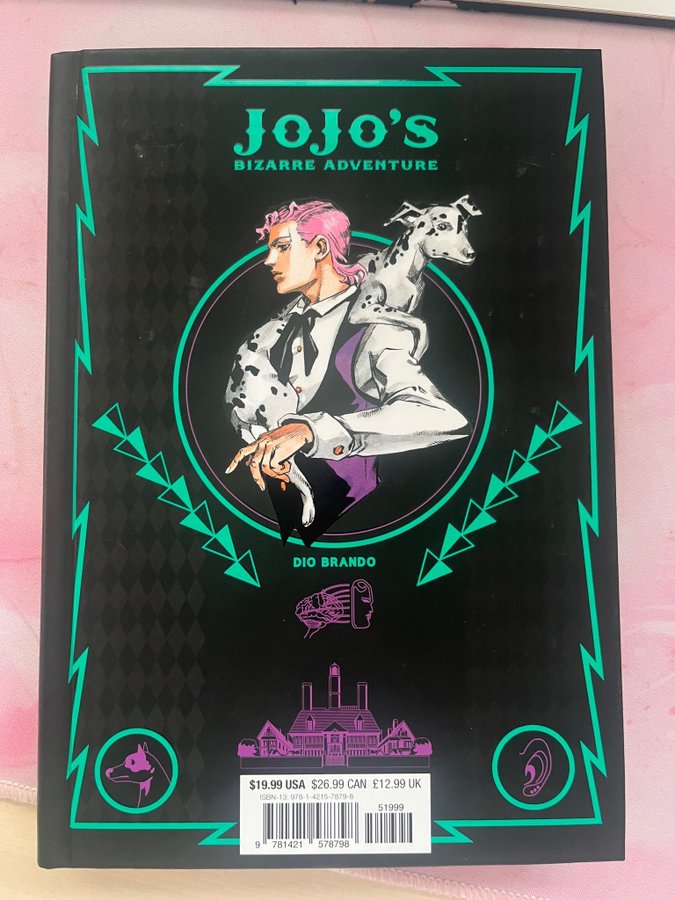 JOJO'S
BIZARRE ADVENTURE
DIO BRANDO
$19.99 USA $26.99 CAN £12.99 UK
ISBN-13: 978-1-4215-7879-8
51999
9 781421 578798